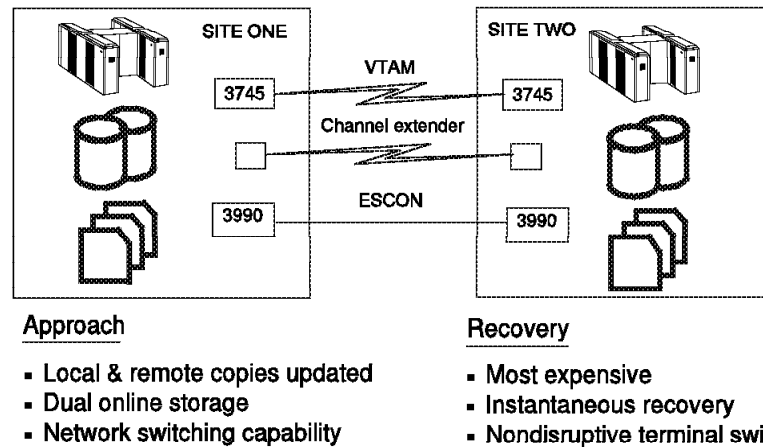 SITE ONE
SITE TWO
VTAM
3745
3745
Channel extender
ESCON
3990
3990
Approach
▪ Local & remote copies updated
▪ Dual online storage
▪ Network switching capability
Recovery
▪ Most expensive
▪ Instantaneous recovery
▪ Nondisruptive terminal swi